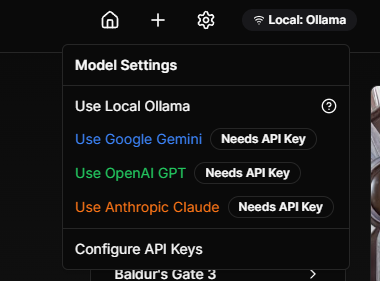 Local: Ollama
Model Settings
Use Local Ollama
Use Google Gemini Needs API Key
Use OpenAI GPT Needs API Key
Use Anthropic Claude Needs API Key
Configure API Keys
Baldur's Gate 3